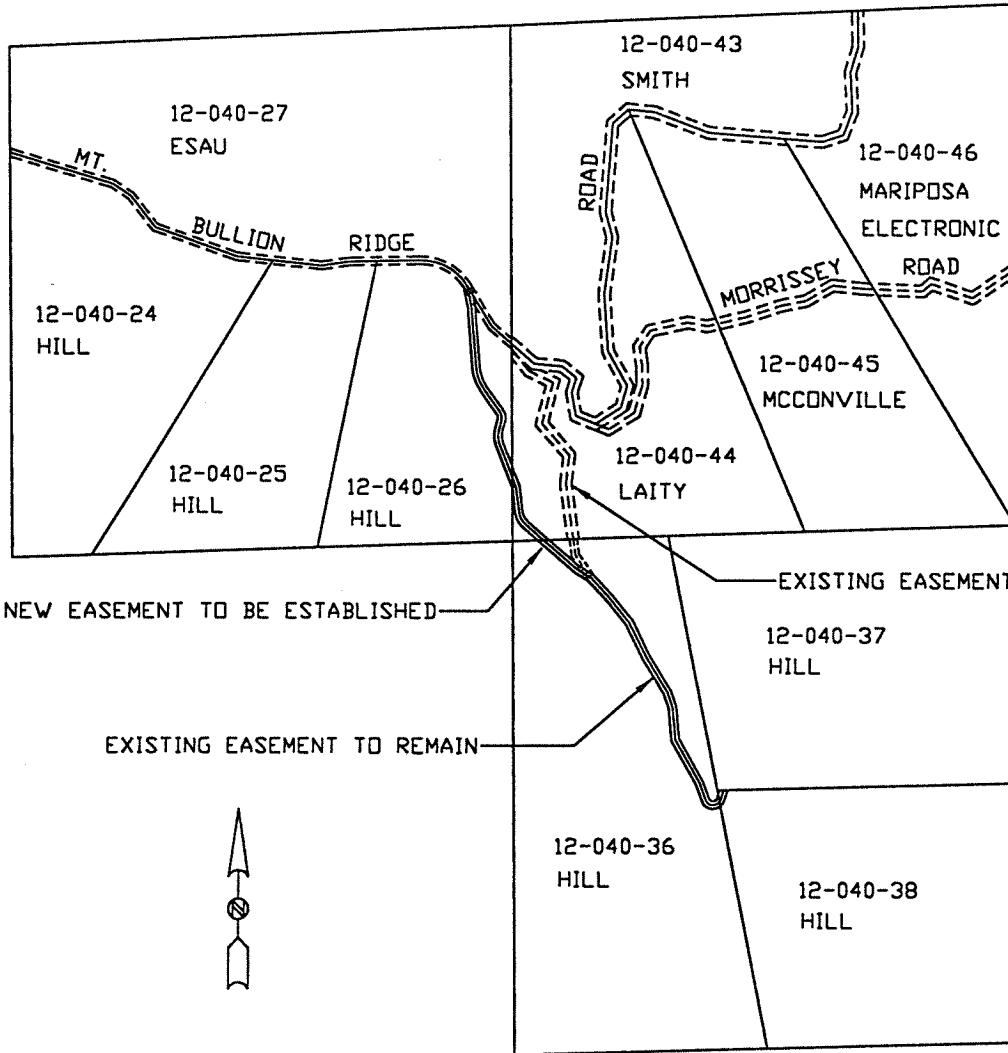 12-040-43
SMITH
12-040-27
ESAU
MT.
BULLION
RIDGE
ROAD
12-040-46
MARIPOSA
ELECTRONIC
ROAD
MORRISSEY
12-040-24
HILL
12-040-45
MCCONVILLE
12-040-25
HILL
12-040-26
HILL
12-040-44
LAITY
NEW EASEMENT TO BE ESTABLISHED
EXISTING EASEMENT
12-040-37
HILL
EXISTING EASEMENT TO REMAIN
12-040-36
HILL
12-040-38
HILL
N